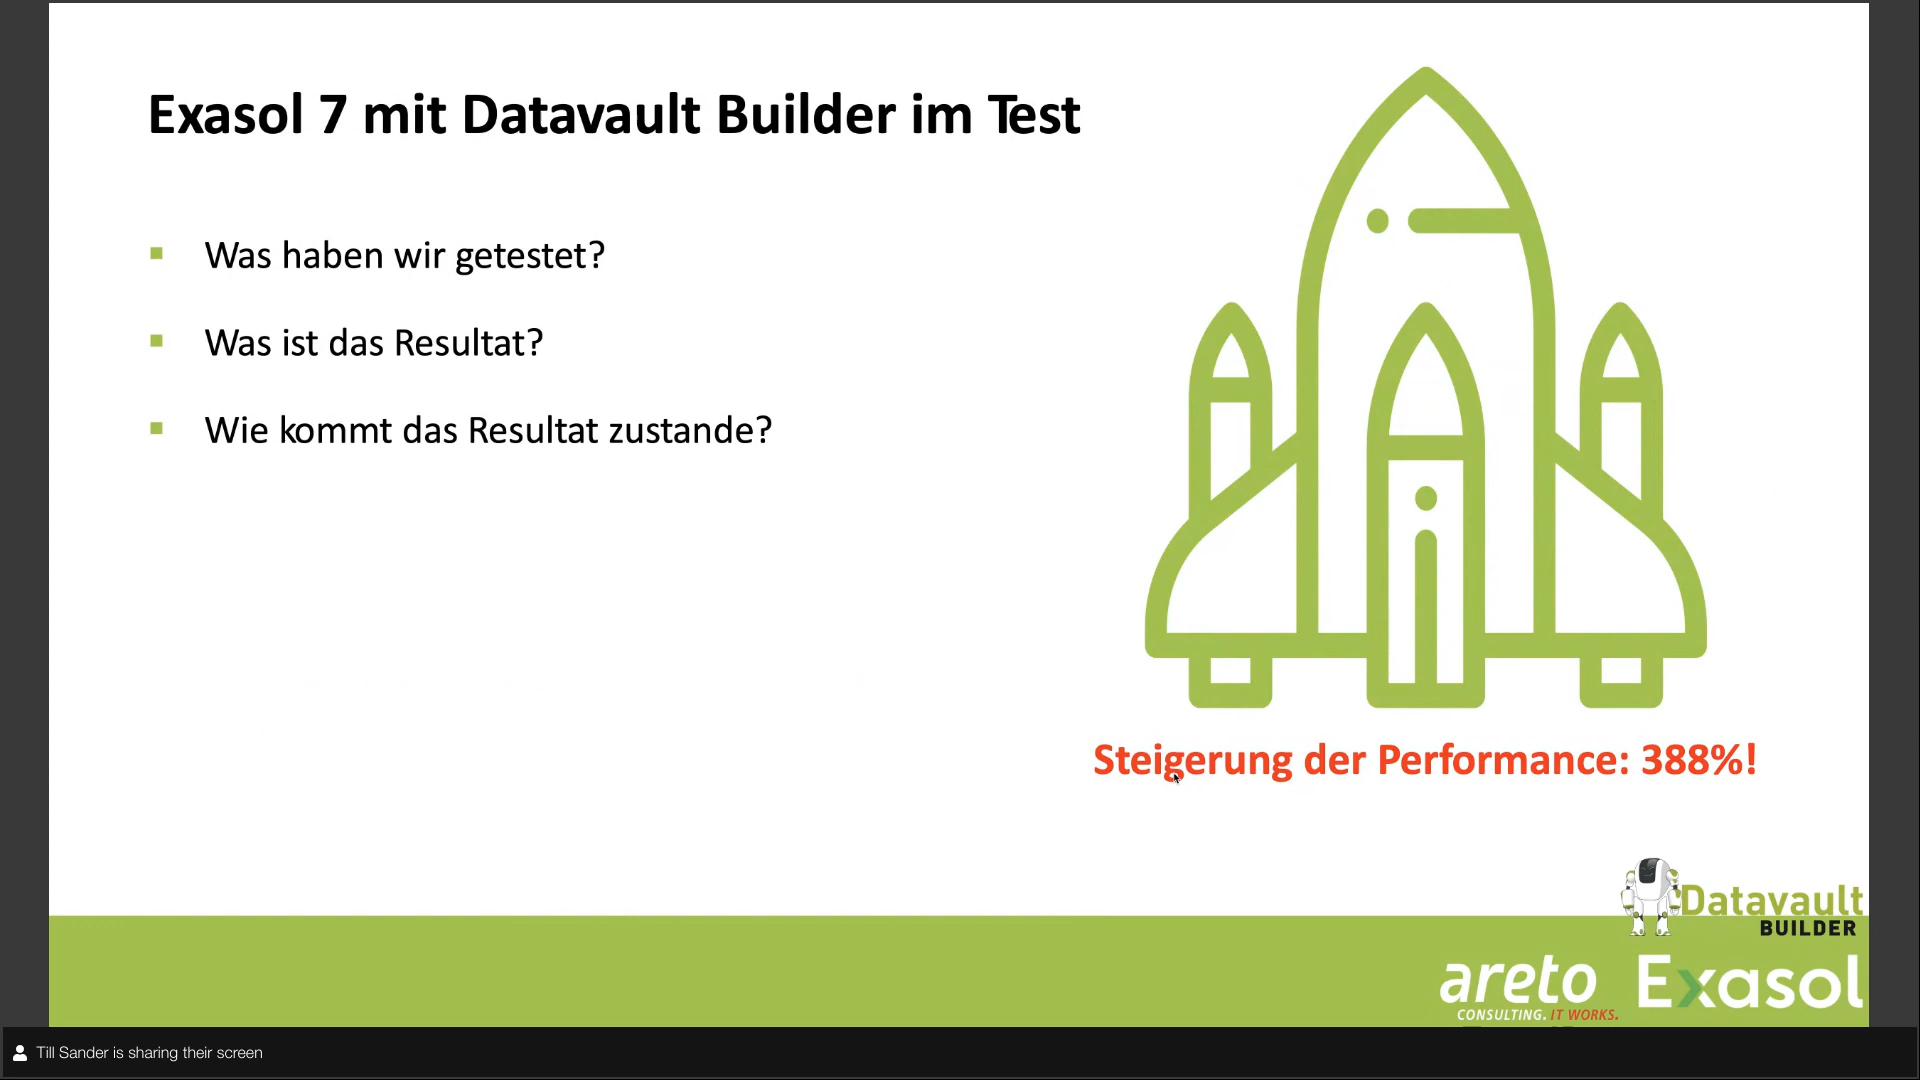 Exasol 7 mit Datavault Builder im Test
Was haben wir getestet?
Was ist das Resultat?
Wie kommt das Resultat zustande?
Steigerung der Performance: 388%!
Datavault
BUILDER
areto
CONSULTING. IT WORKS.
Exasol
Till Sander is sharing their screen